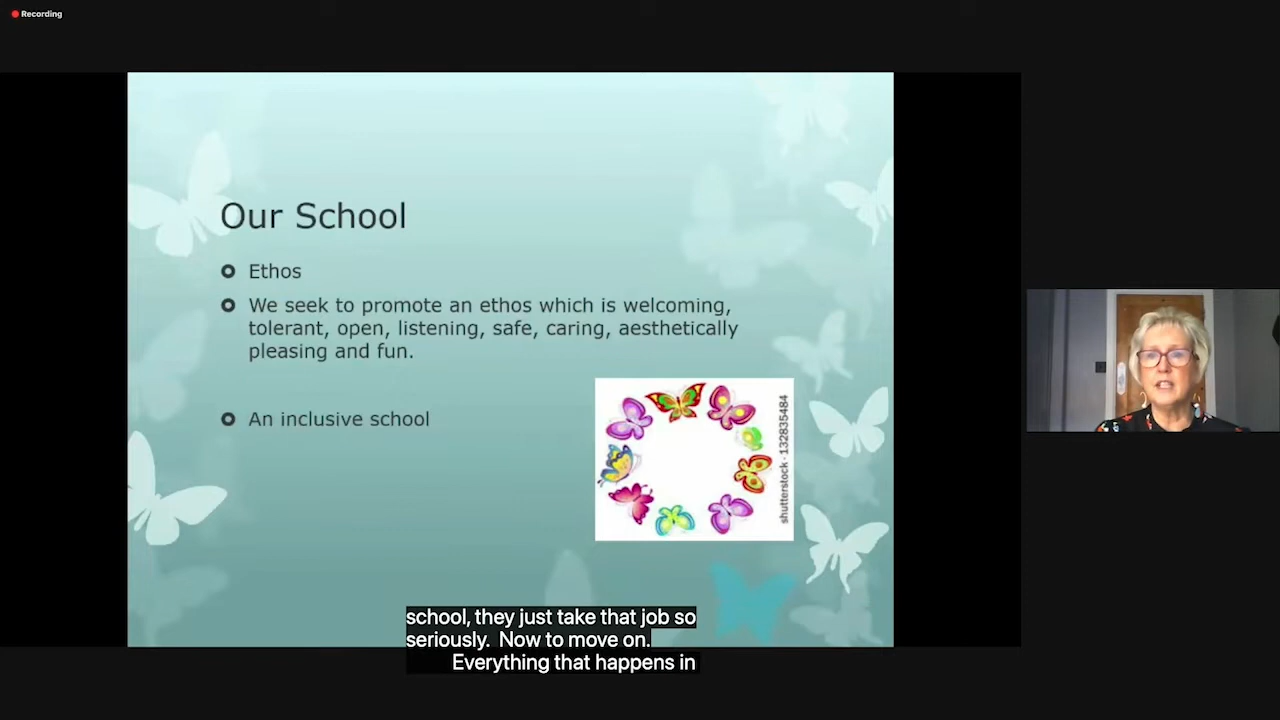 Recording
Our School
Ethos
We seek to promote an ethos which is welcoming,
tolerant, open, listening, safe, caring, aesthetically
pleasing and fun.
An inclusive school
shutterstock · 132835484
school, they just take that job so
seriously. Now to move on.
Everything that happens in